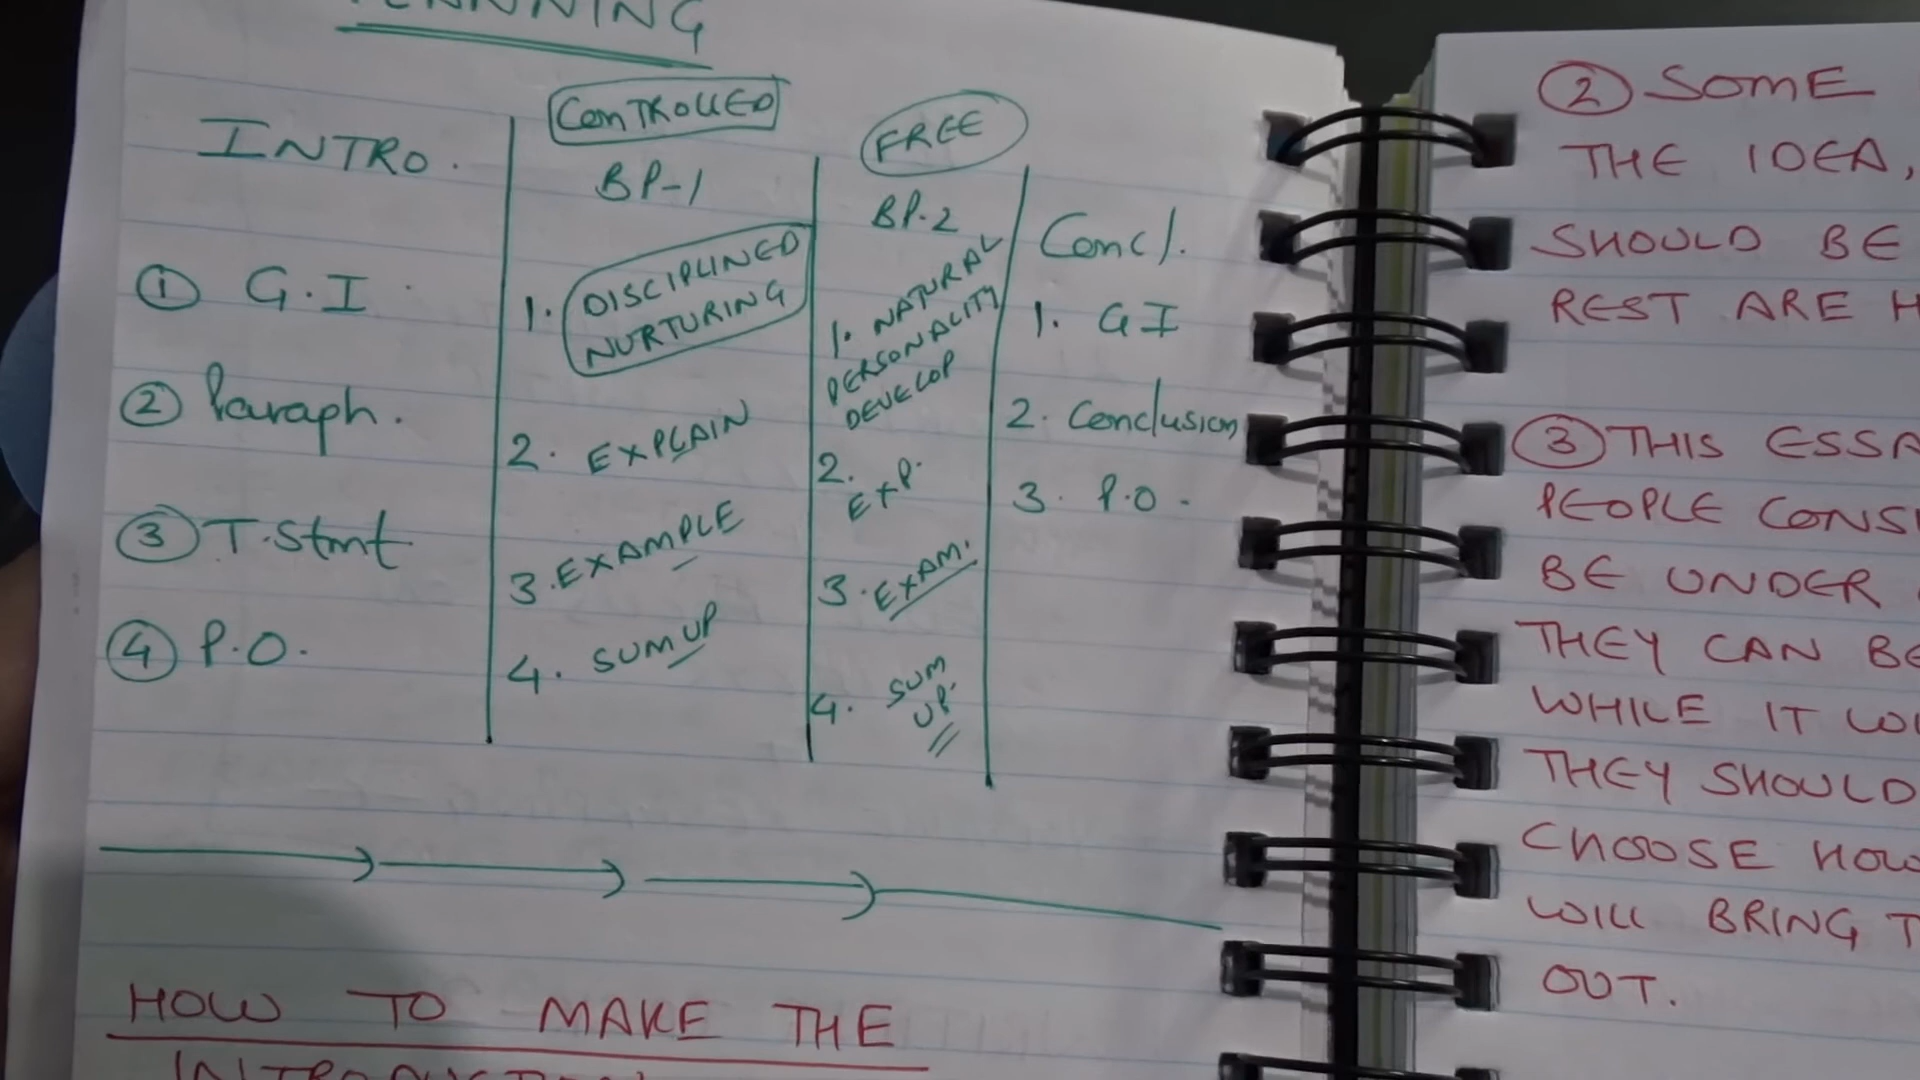 PLANNING
INTRO.
① G.I.
② Paraph.
③ T.Stmt
④ P.O.
CONTROLLED
BP-1
1. DISCIPLINED
NURTURING
2. EXPLAIN
3. EXAMPLE
4. SUM UP
FREE
BP.2
1. NATURAL
PERSONALITY
DEVELOP
2. EXP.
3. EXAM.
4. SUM
UP.
Concl.
1. GI
2. Conclusion
3. P.O.
HOW TO MAKE THE
② SOME
THE IDEA,
SHOULD BE
REST ARE
③ THIS
PEOPLE
BE UNDER
THEY CAN
WHILE IT
THEY SHOULD
CHOOSE HOW
WILL BRING
OUT.